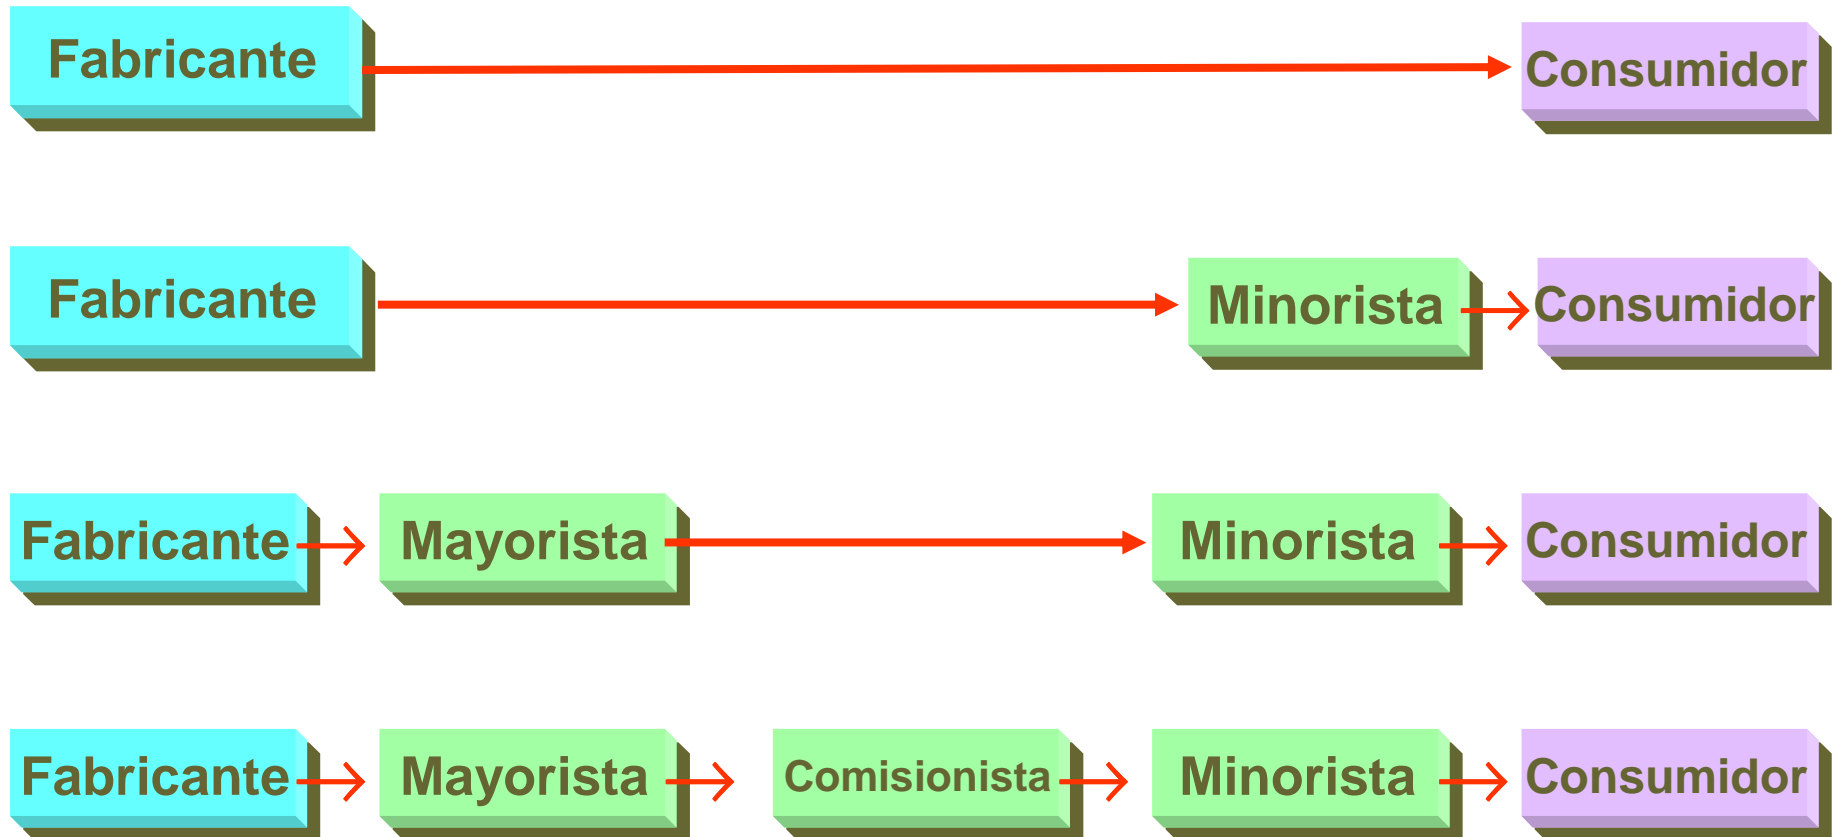 Fabricante Consumidor
Fabricante Minorista Consumidor
Fabricante Mayorista Minorista Consumidor
Fabricante Mayorista Comisionista Minorista Consumidor